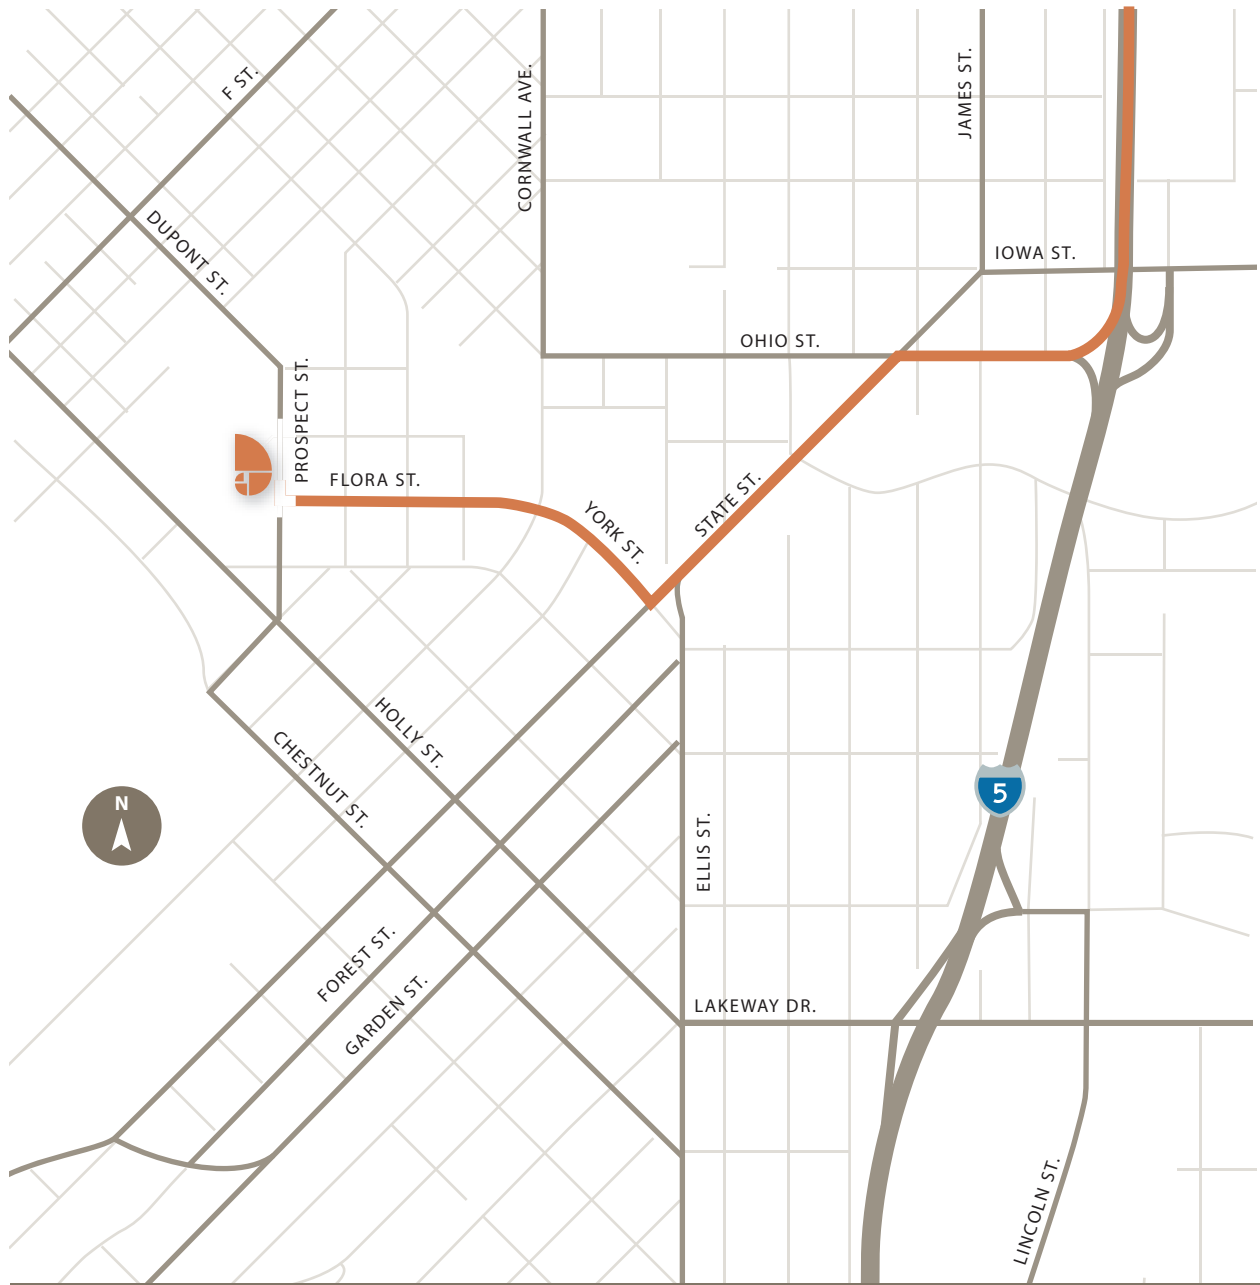 F ST.
CORNWALL AVE.
JAMES ST.
DUPONT ST.
IOWA ST.
OHIO ST.
PROSPECT ST.
FLORA ST.
YORK ST.
STATE ST.
HOLLY ST.
CHESTNUT ST.
N
5
ELLIS ST.
FOREST ST.
GARDEN ST.
LAKEWAY DR.
LINCOLN ST.